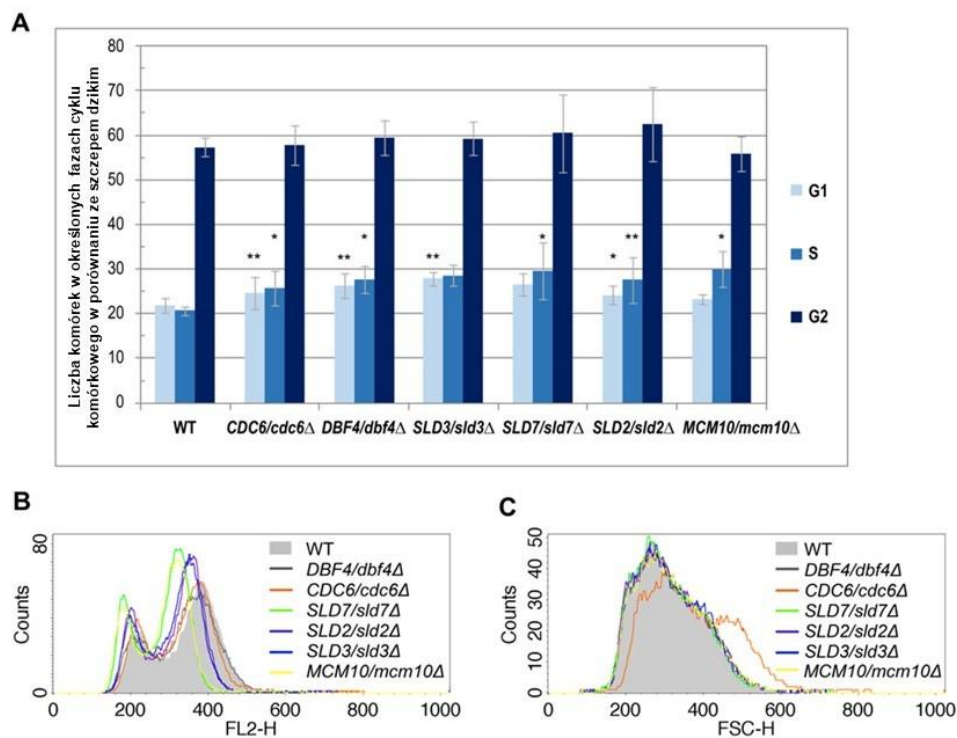 A
Liczba komórek w określonych fazach cyklu
komórkowego w porównaniu ze szczepem dzikim
80
70
60
50
40
30
20
10
0
** *
** *
**
*
* **
*
WT CDC6/cdc6Δ DBF4/dbf4Δ SLD3/sld3Δ SLD7/sld7Δ SLD2/sld2Δ MCM10/mcm10Δ
G1
S
G2
B
Counts
80
0
0 200 400 600 800 1000
FL2-H
WT
DBF4/dbf4Δ
CDC6/cdc6Δ
SLD7/sld7Δ
SLD2/sld2Δ
SLD3/sld3Δ
MCM10/mcm10Δ
C
Counts
50
40
30
20
10
0
0 200 400 600 800 1000
FSC-H
WT
DBF4/dbf4Δ
CDC6/cdc6Δ
SLD7/sld7Δ
SLD2/sld2Δ
SLD3/sld3Δ
MCM10/mcm10Δ